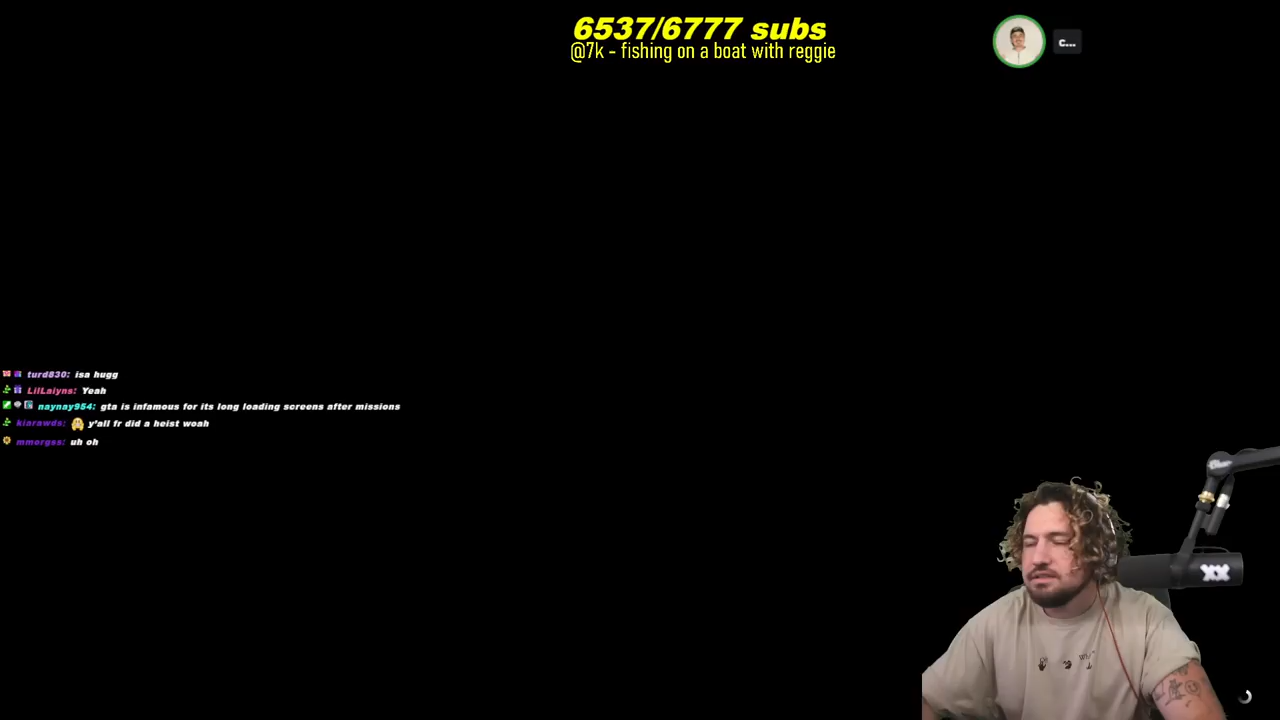 6537/6777 subs
@7k - fishing on a boat with reggie
c...
turd830: isa hugg
LilLaiyns: Yeah
naynay954: gta is infamous for its long loading screens after missions
kiarawds: y'all fr did a heist woah
mmorgss: uh oh
XX